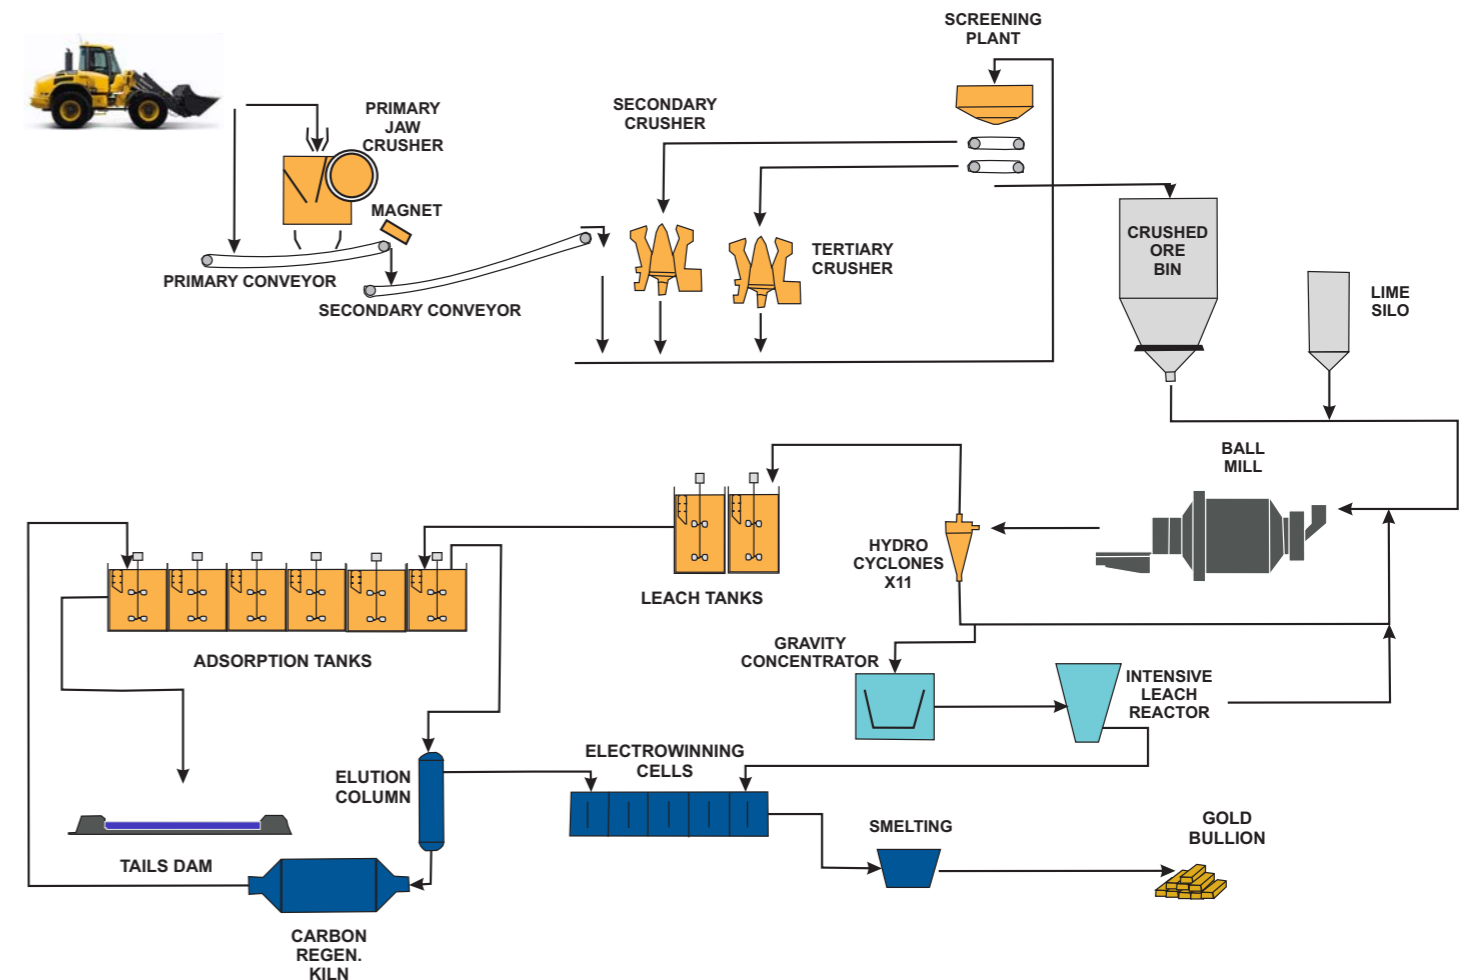 SCREENING
PLANT
PRIMARY
JAW
CRUSHER
SECONDARY
CRUSHER
MAGNET
TERTIARY
CRUSHER
CRUSHED
ORE
BIN
PRIMARY CONVEYOR
SECONDARY CONVEYOR
LIME
SILO
BALL
MILL
HYDRO
CYCLONES
X11
LEACH TANKS
ADSORPTION TANKS
GRAVITY
CONCENTRATOR
INTENSIVE
LEACH
REACTOR
ELECTROWINNING
CELLS
ELUTION
COLUMN
SMELTING
GOLD
BULLION
TAILS DAM
CARBON
REGEN.
KILN